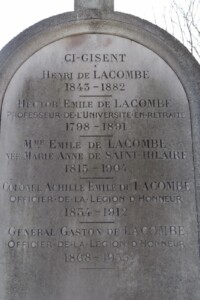 CI-GISENT
HENRI DE LACOMBE
1843-1882
HECTOR EMILE DE LACOMBE
PROFESSEUR DE L'UNIVERSITÉ EN RETRAITE
1798-1891
MME EMILE DE LACOMBE
NÉE MARIE ANNE DE SAINT-HILAIRE
1815-1904
COLONEL ACHILLE EMILE DE LACOMBE
OFFICIER DE LA LÉGION D'HONNEUR
1834-1912
GÉNÉRAL GASTON DE LACOMBE
OFFICIER DE LA LÉGION D'HONNEUR